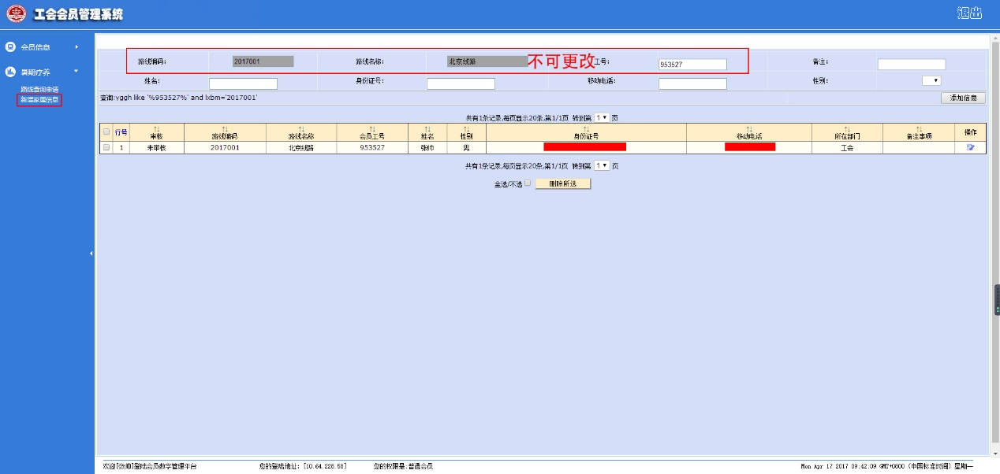 工会会员管理系统
退出
会员信息
暑期疗养
路线查询申请
新增家属信息
路线编码: 2017001 路线名称: 北京线路 不可更改 工号: 953527 备注:
姓名: 身份证号: 移动电话: 性别:
查询:yggh like '%953527%' and lxbm='2017001'
添加信息
共有1条记录,每页显示20条,第1/1页 转到第 1 页
行号 审核 路线编码 路线名称 会员工号 姓名 性别 身份证号 移动电话 所在部门 备注事项 操作
1 未审核 2017001 北京线路 953527 张帅 男 工会
共有1条记录,每页显示20条,第1/1页 转到第 1 页
全选/不选 删除所选
欢迎[张帅]登陆会员数字管理平台 您的登陆地址: [10.64.228.58] 您的权限是:普通会员 Mon Apr 17 2017 09:42:09 GMT+0800 (中国标准时间) 星期一